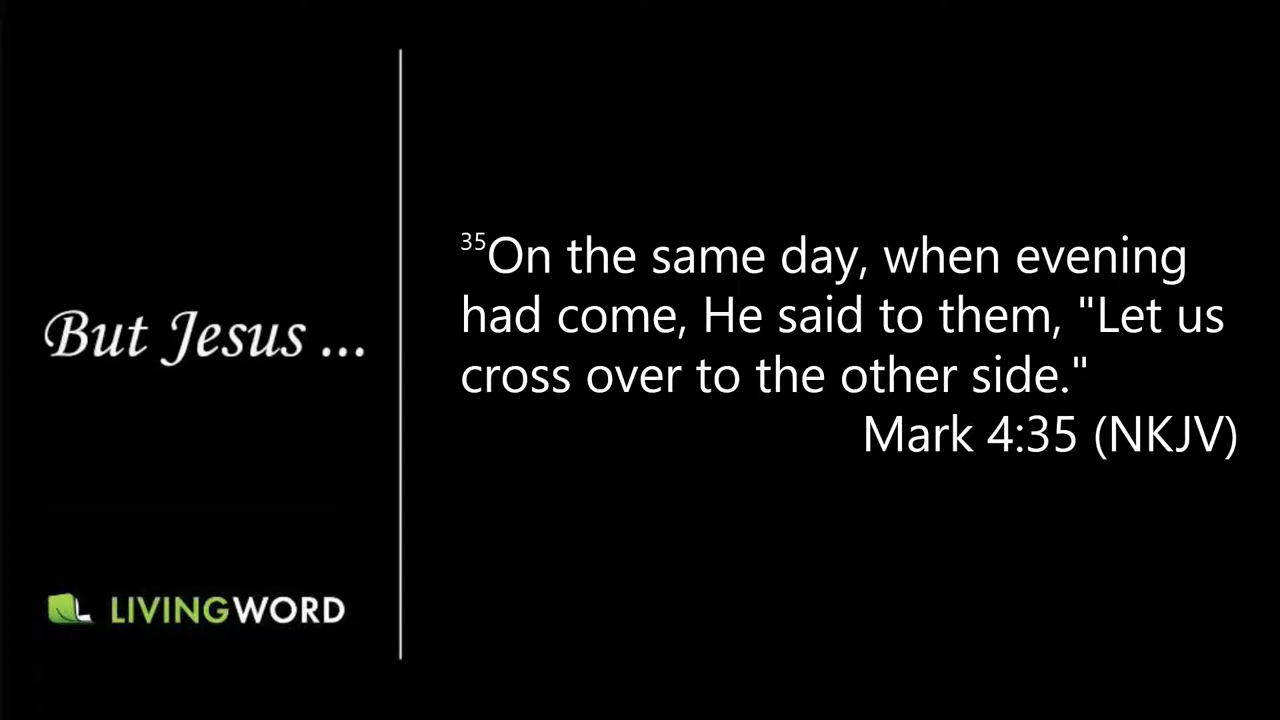 But Jesus ...
LIVINGWORD
³⁵On the same day, when evening
had come, He said to them, "Let us
cross over to the other side."
Mark 4:35 (NKJV)